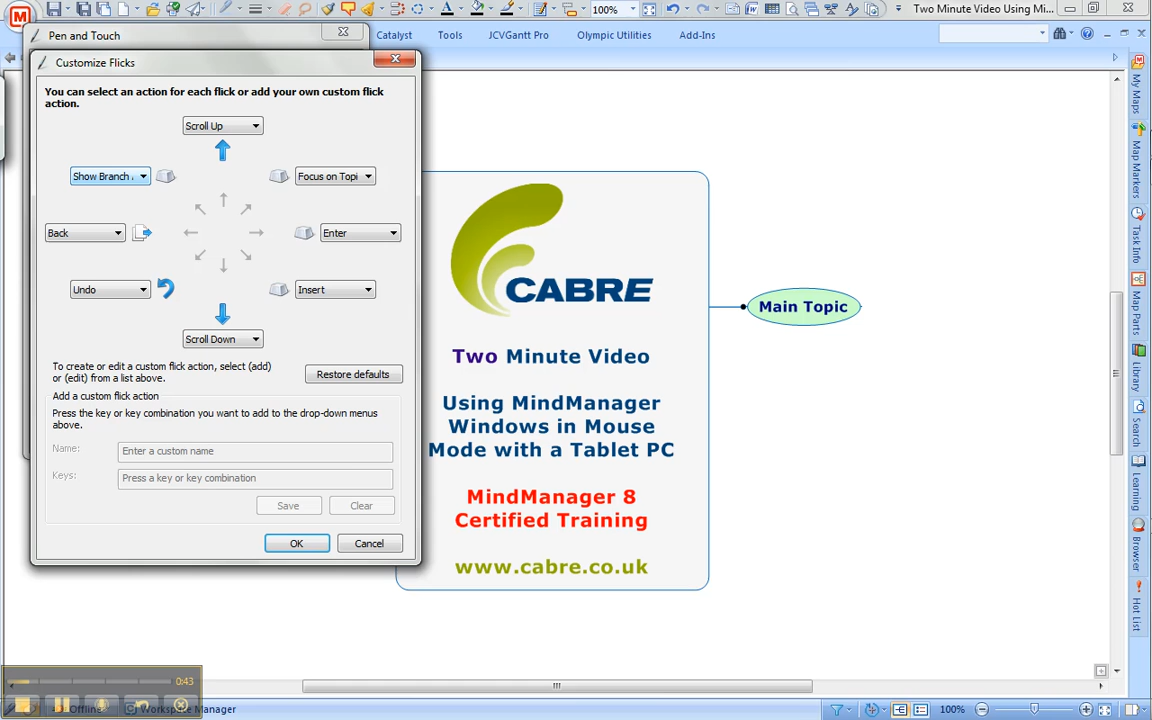 100%
Two Minute Video Using Mi...
Pen and Touch
Catalyst
Tools
JCVGantt Pro
Olympic Utilities
Add-Ins
Customize Flicks
You can select an action for each flick or add your own custom flick
action.
Scroll Up
Show Branch
Focus on Topi
Back
Enter
Undo
Insert
Scroll Down
To create or edit a custom flick action, select (add)
or (edit) from a list above.
Restore defaults
Add a custom flick action
Press the key or key combination you want to add to the drop-down menus
above.
Name:
Enter a custom name
Keys:
Press a key or key combination
Save
Clear
OK
Cancel
CABRE
Two Minute Video
Using MindManager
Windows in Mouse
Mode with a Tablet PC
MindManager 8
Certified Training
www.cabre.co.uk
Main Topic
My Maps
Map Markers
Task Info
Map Parts
Library
Search
Learning
Browser
Hot List
0:43
Offline
Workspace Manager
100%